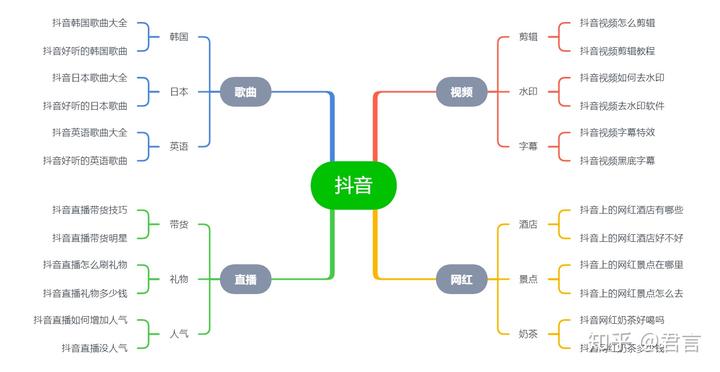 抖音
歌曲
韩国
抖音韩国歌曲大全
抖音好听的韩国歌曲
日本
抖音日本歌曲大全
抖音好听的日本歌曲
英语
抖音英语歌曲大全
抖音好听的英语歌曲
视频
剪辑
抖音视频怎么剪辑
抖音视频剪辑教程
水印
抖音视频如何去水印
抖音视频去水印软件
字幕
抖音视频字幕特效
抖音视频黑底字幕
直播
带货
抖音直播带货技巧
抖音直播带货明星
礼物
抖音直播怎么刷礼物
抖音直播礼物多少钱
人气
抖音直播如何增加人气
抖音直播没人气
网红
酒店
抖音上的网红酒店有哪些
抖音上的网红酒店好不好
景点
抖音上的网红景点在哪里
抖音上的网红景点怎么去
奶茶
抖音网红奶茶好喝吗
抖音网红奶茶多少钱
知乎 @君言